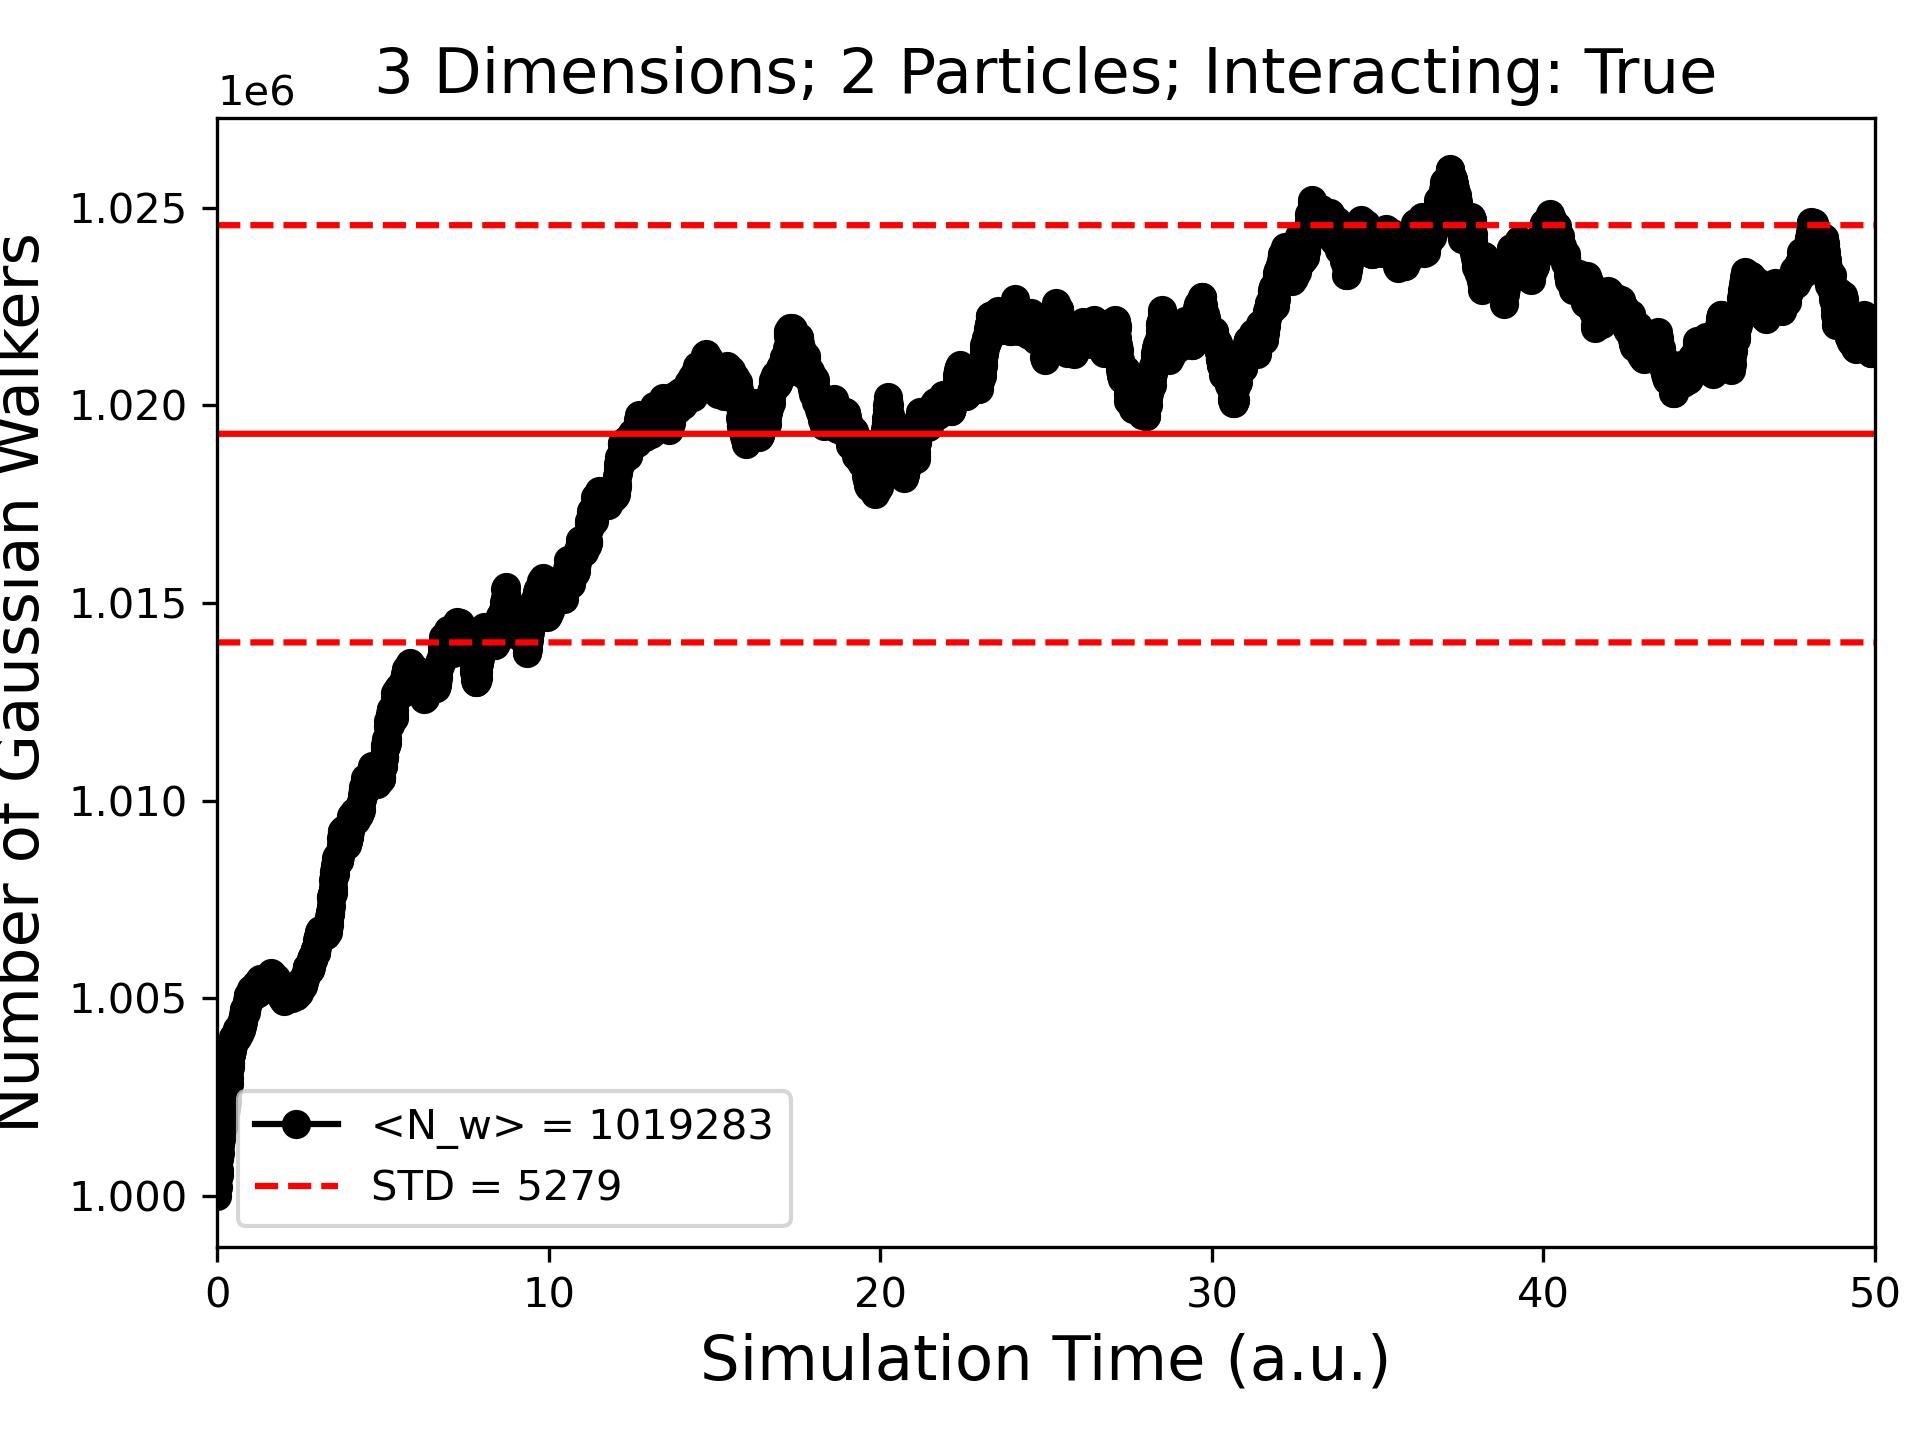 3 Dimensions; 2 Particles; Interacting: True
1e6
Number of Gaussian Walkers
1.025
1.020
1.015
1.010
1.005
1.000
<N_w> = 1019283
STD = 5279
0 10 20 30 40 50
Simulation Time (a.u.)